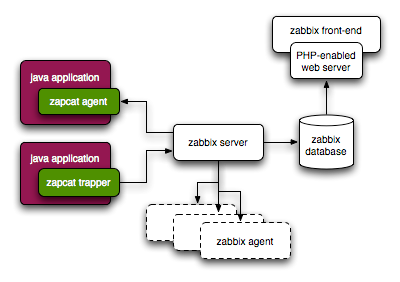 zabbix front-end
PHP-enabled
web server
java application
zapcat agent
zabbix server
zabbix
database
java application
zapcat trapper
zabbix agent